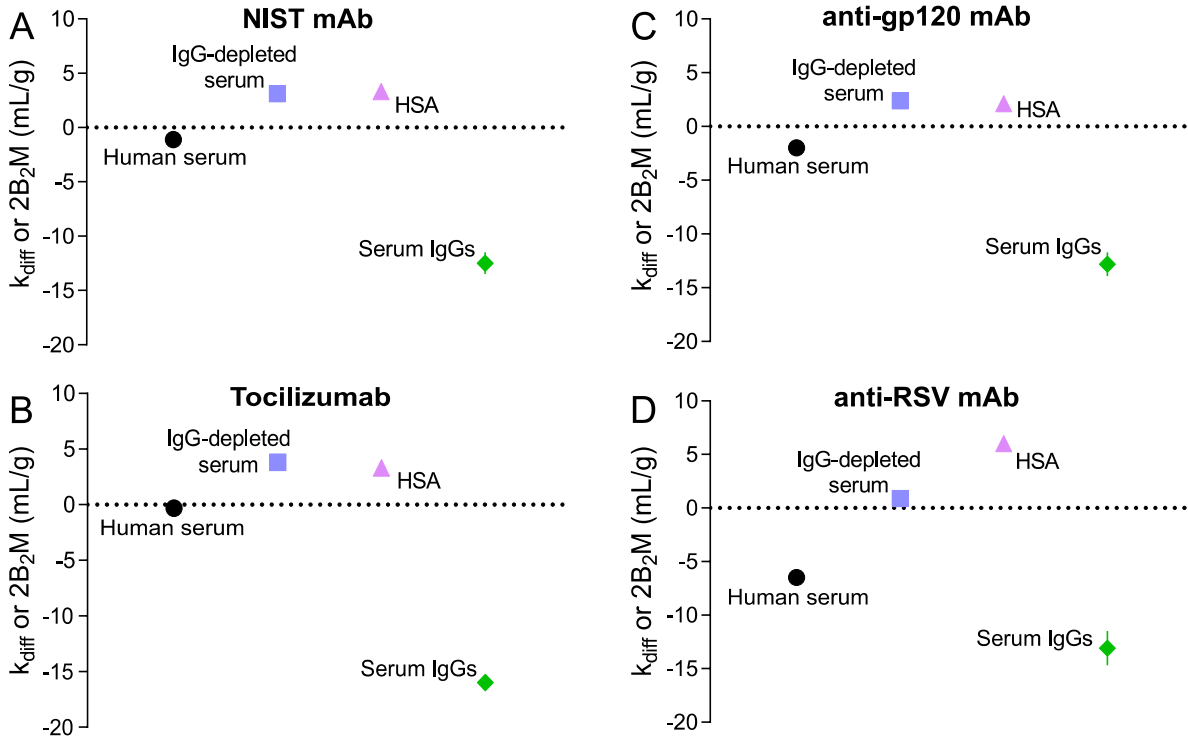 A
NIST mAb
k_diff or 2B₂M (mL/g)
10
5
0
-5
-10
-15
-20
IgG-depleted
serum
HSA
Human serum
Serum IgGs
B
Tocilizumab
k_diff or 2B₂M (mL/g)
10
5
0
-5
-10
-15
-20
IgG-depleted
serum
HSA
Human serum
Serum IgGs
C
anti-gp120 mAb
k_diff or 2B₂M (mL/g)
10
5
0
-5
-10
-15
-20
IgG-depleted
serum
HSA
Human serum
Serum IgGs
D
anti-RSV mAb
k_diff or 2B₂M (mL/g)
10
5
0
-5
-10
-15
-20
IgG-depleted
serum
HSA
Human serum
Serum IgGs